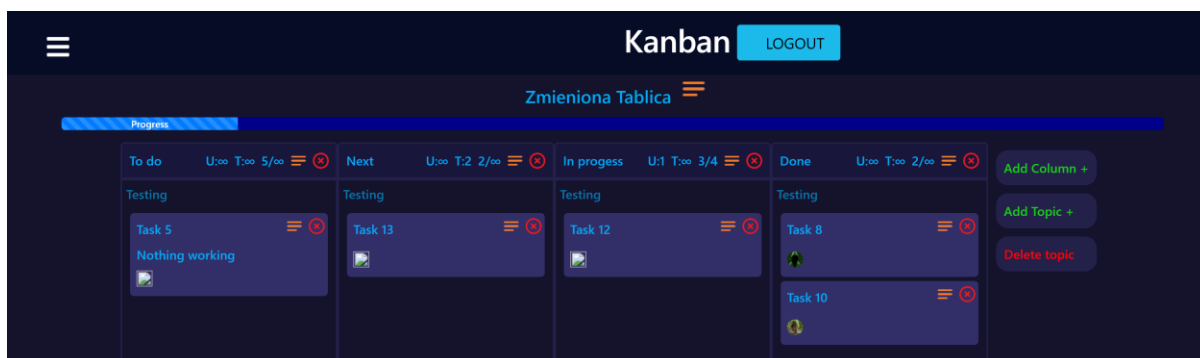 Kanban LOGOUT
Zmieniona Tablica
Progress
To do U:∞ T:∞ 5/∞
Next U:∞ T:2 2/∞
In progess U:1 T:∞ 3/4
Done U:∞ T:∞ 2/∞
Add Column +
Add Topic +
Delete topic
Testing
Task 5
Nothing working
Testing
Task 13
Testing
Task 12
Testing
Task 8
Task 10